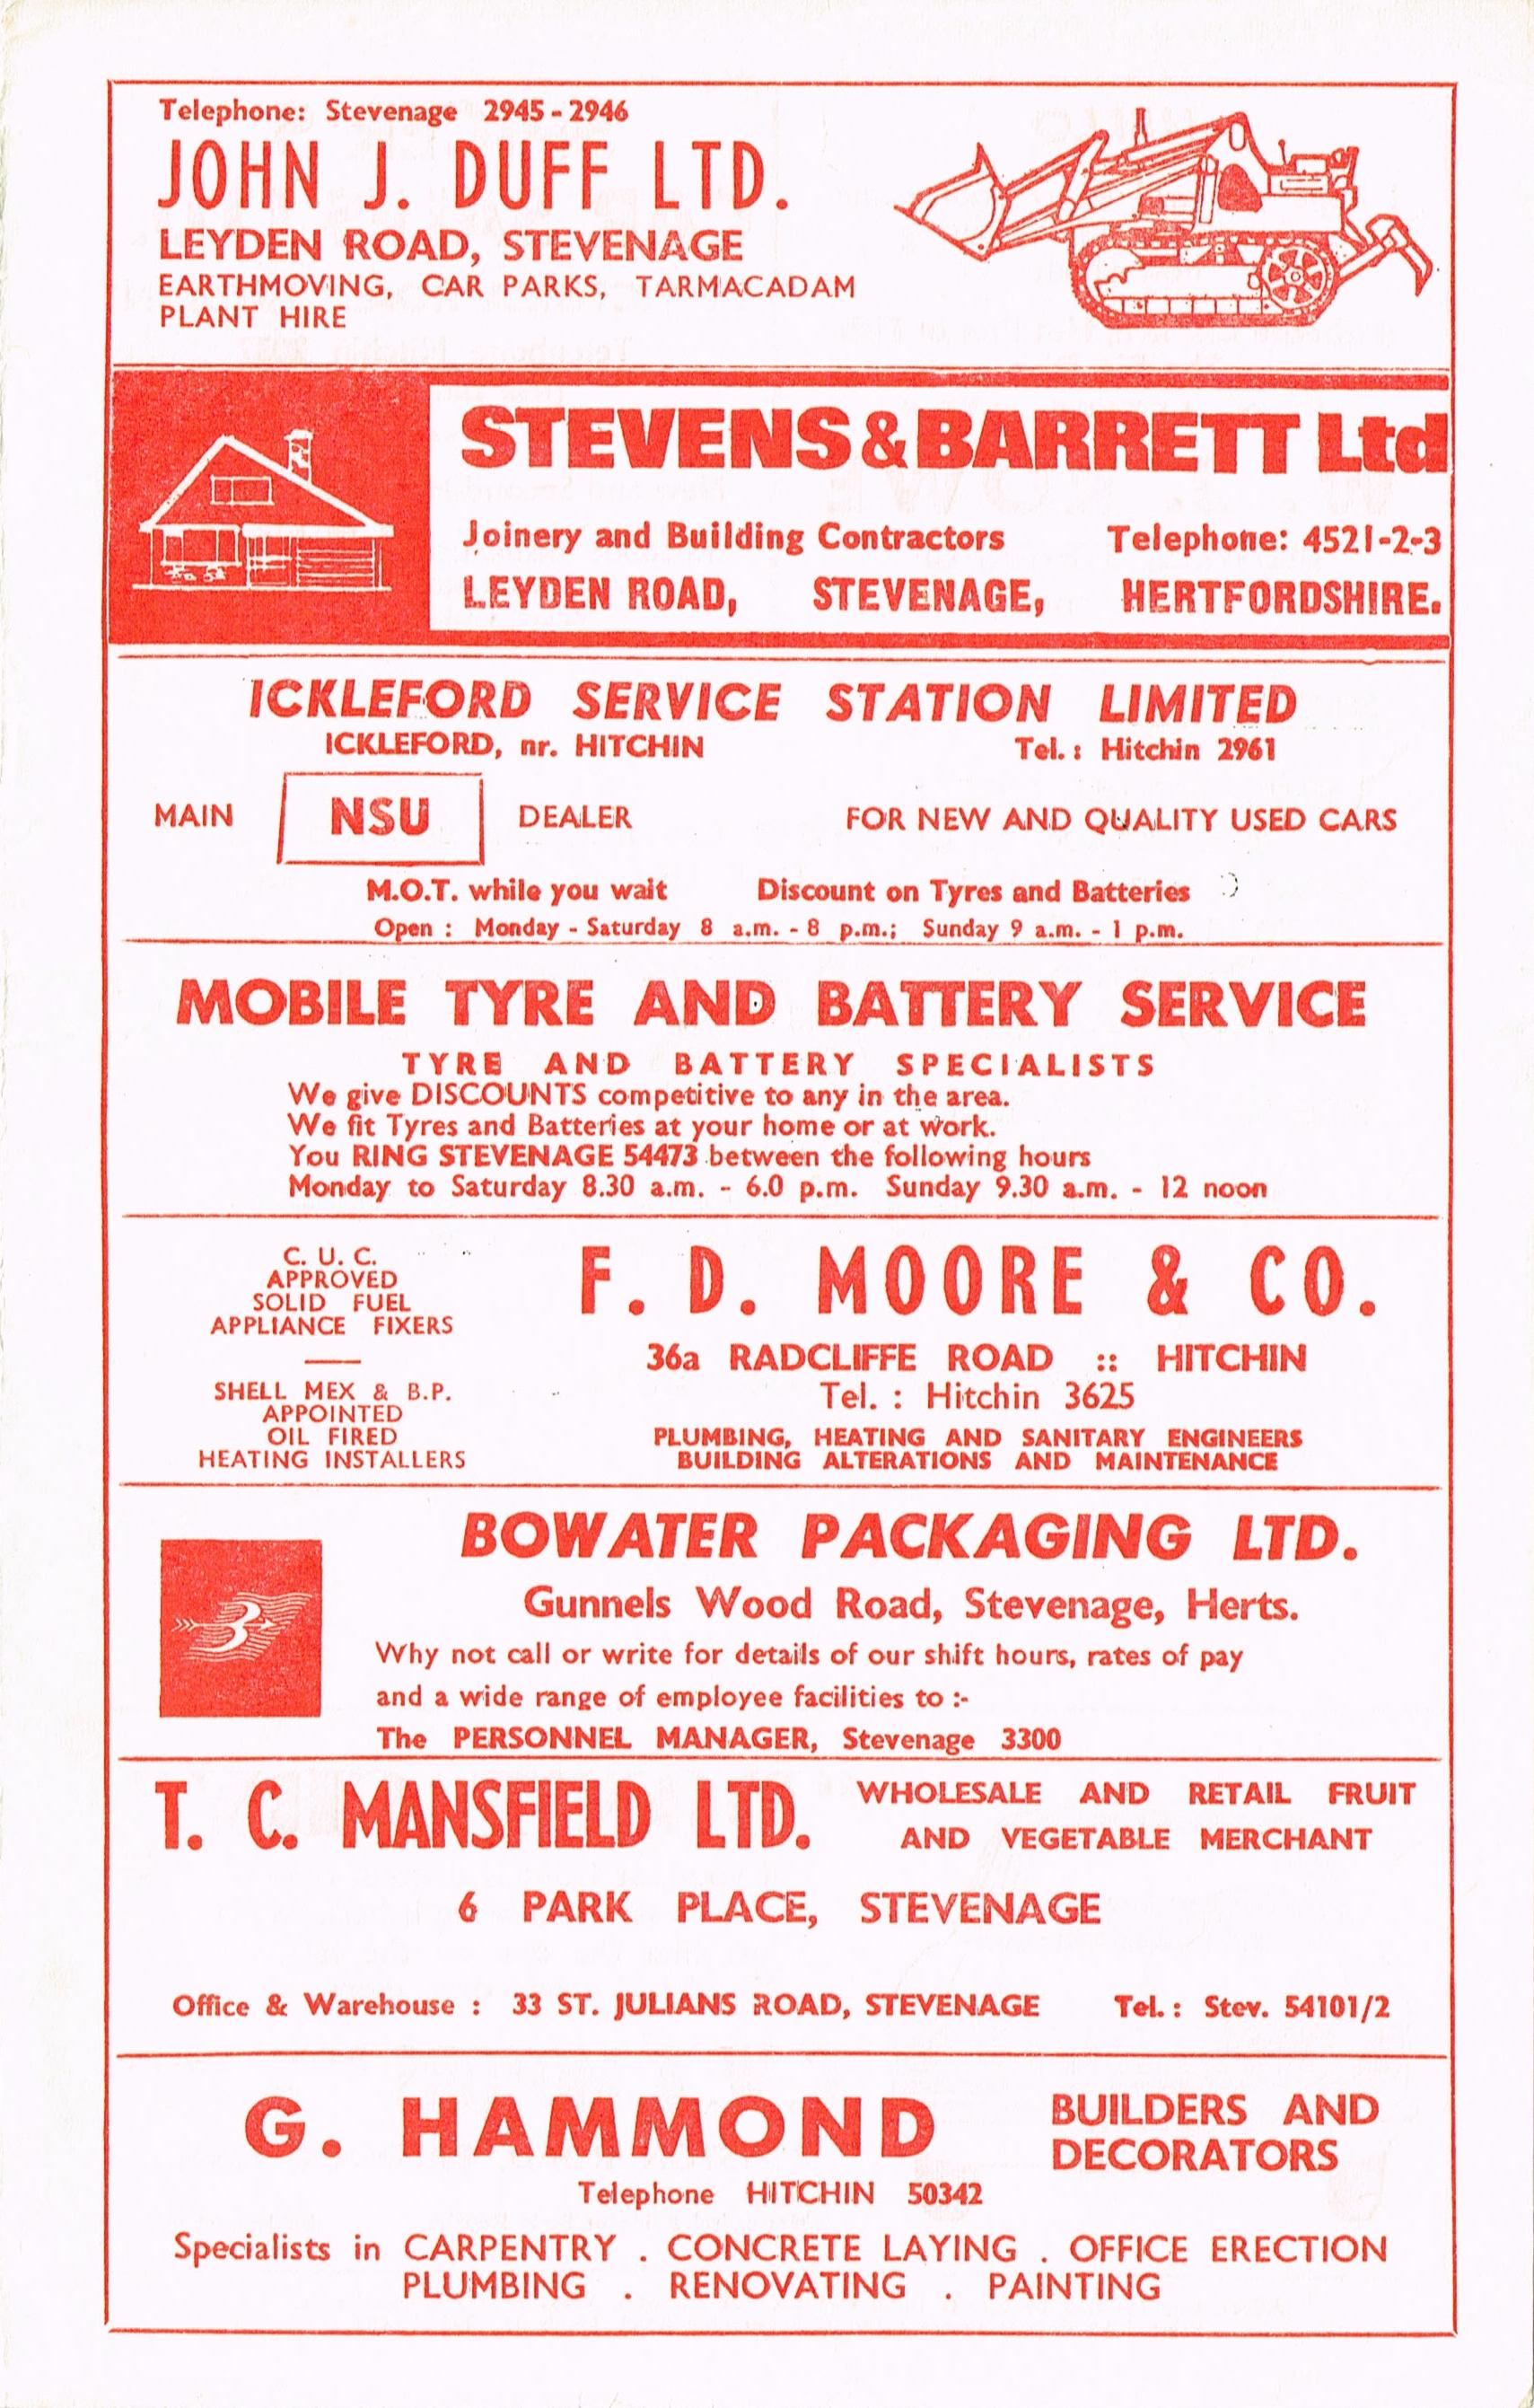 Telephone: Stevenage 2945 - 2946
JOHN J. DUFF LTD.
LEYDEN ROAD, STEVENAGE
EARTHMOVING, CAR PARKS, TARMACADAM
PLANT HIRE
STEVENS & BARRETT Ltd
Joinery and Building Contractors Telephone: 4521-2-3
LEYDEN ROAD, STEVENAGE, HERTFORDSHIRE.
ICKLEFORD SERVICE STATION LIMITED
ICKLEFORD, nr. HITCHIN Tel. : Hitchin 2961
MAIN NSU DEALER FOR NEW AND QUALITY USED CARS
M.O.T. while you wait Discount on Tyres and Batteries
Open : Monday - Saturday 8 a.m. - 8 p.m.; Sunday 9 a.m. - 1 p.m.
MOBILE TYRE AND BATTERY SERVICE
TYRE AND BATTERY SPECIALISTS
We give DISCOUNTS competitive to any in the area.
We fit Tyres and Batteries at your home or at work.
You RING STEVENAGE 54473 between the following hours
Monday to Saturday 8.30 a.m. - 6.0 p.m. Sunday 9.30 a.m. - 12 noon
C. U. C.
APPROVED
SOLID FUEL
APPLIANCE FIXERS
SHELL MEX & B.P.
APPOINTED
OIL FIRED
HEATING INSTALLERS
F. D. MOORE & CO.
36a RADCLIFFE ROAD :: HITCHIN
Tel. : Hitchin 3625
PLUMBING, HEATING AND SANITARY ENGINEERS
BUILDING ALTERATIONS AND MAINTENANCE
BOWATER PACKAGING LTD.
Gunnels Wood Road, Stevenage, Herts.
Why not call or write for details of our shift hours, rates of pay
and a wide range of employee facilities to :-
The PERSONNEL MANAGER, Stevenage 3300
T. C. MANSFIELD LTD.
WHOLESALE AND RETAIL FRUIT
AND VEGETABLE MERCHANT
6 PARK PLACE, STEVENAGE
Office & Warehouse : 33 ST. JULIANS ROAD, STEVENAGE Tel. : Stev. 54101/2
G. HAMMOND
BUILDERS AND
DECORATORS
Telephone HITCHIN 50342
Specialists in CARPENTRY . CONCRETE LAYING . OFFICE ERECTION
PLUMBING . RENOVATING . PAINTING